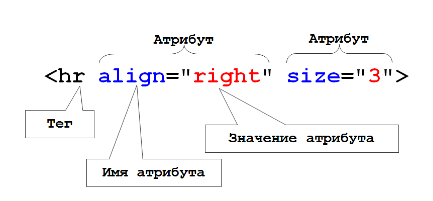 Атрибут Атрибут
<hr align="right" size="3">
Тег
Значение атрибута
Имя атрибута